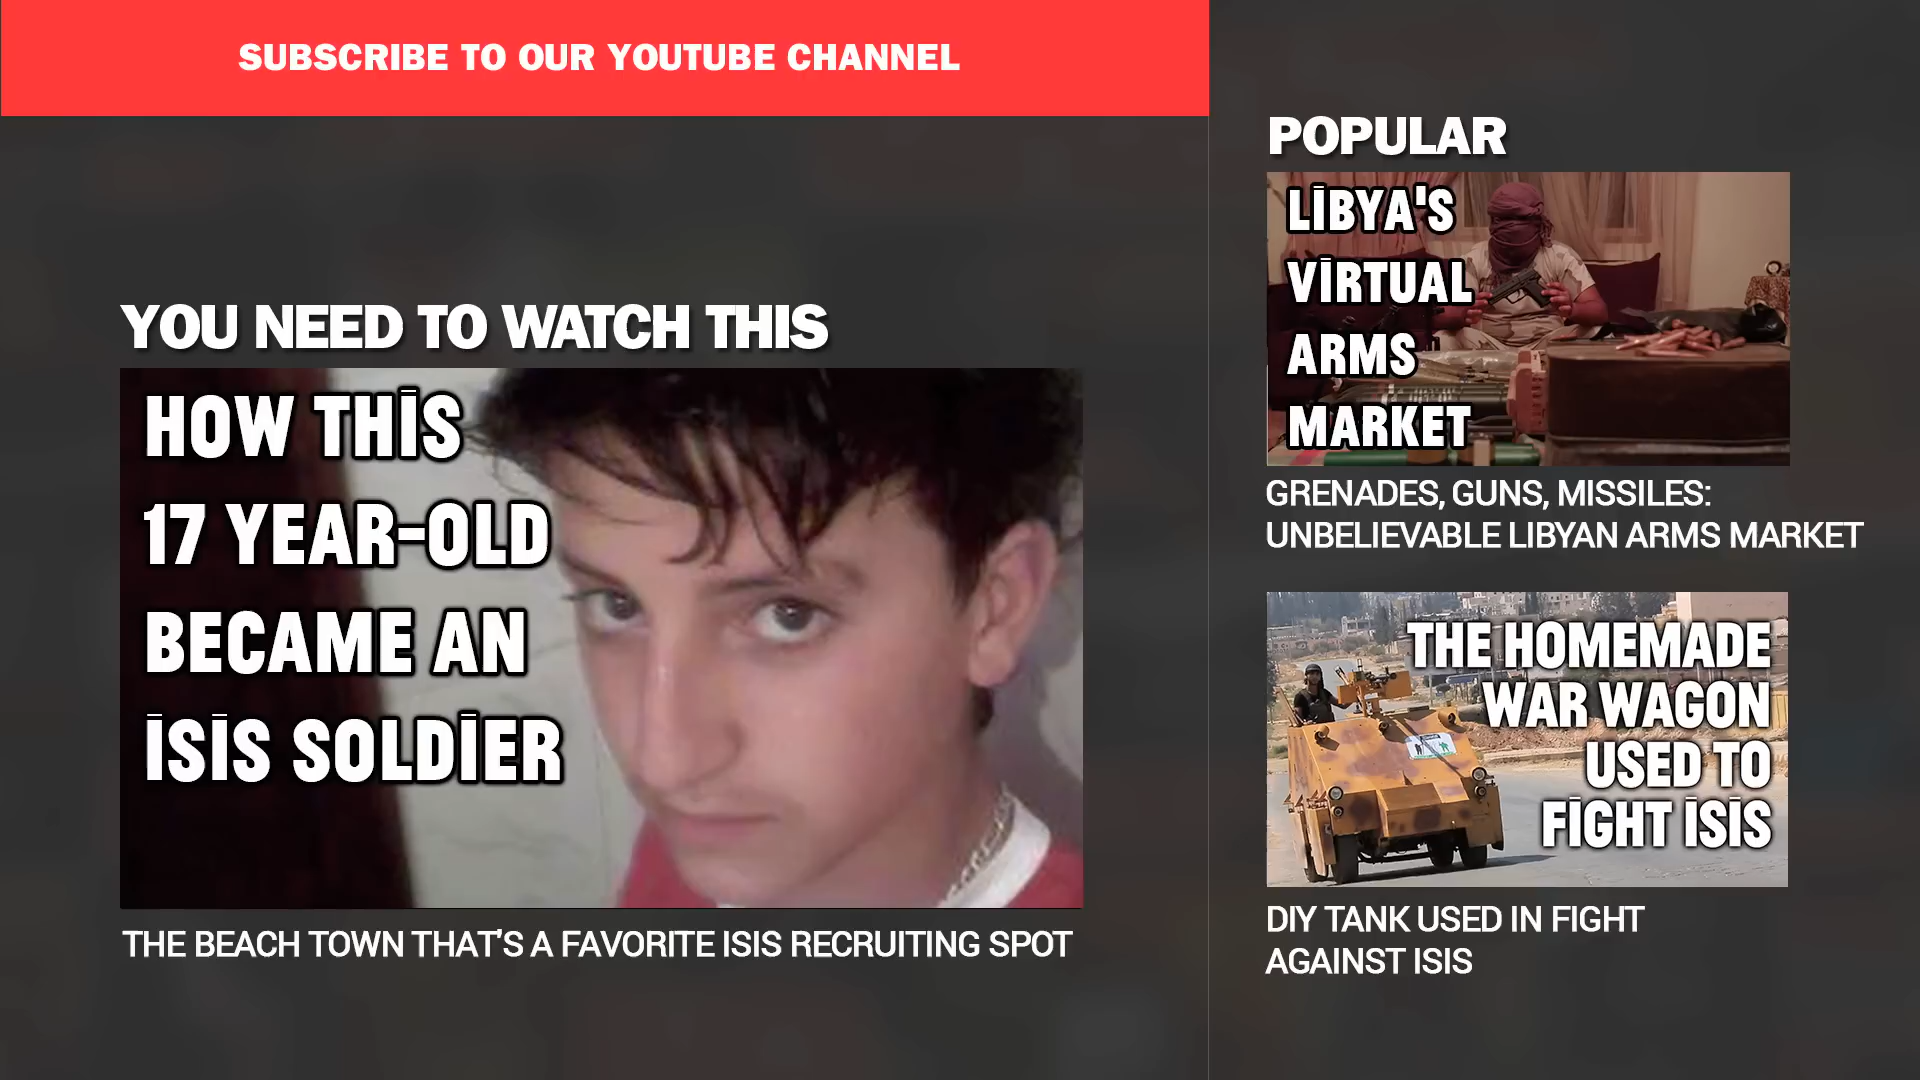 SUBSCRIBE TO OUR YOUTUBE CHANNEL
YOU NEED TO WATCH THIS
HOW THIS
17 YEAR-OLD
BECAME AN
ISIS SOLDIER
THE BEACH TOWN THAT'S A FAVORITE ISIS RECRUITING SPOT
POPULAR
LIBYA'S
VIRTUAL
ARMS
MARKET
GRENADES, GUNS, MISSILES:
UNBELIEVABLE LIBYAN ARMS MARKET
THE HOMEMADE
WAR WAGON
USED TO
FIGHT ISIS
DIY TANK USED IN FIGHT
AGAINST ISIS